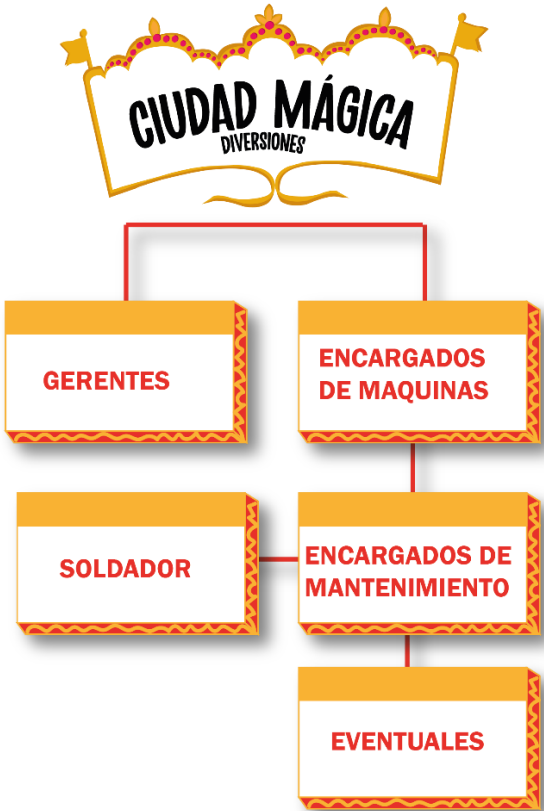 CIUDAD MÁGICA
DIVERSIONES
GERENTES
ENCARGADOS
DE MAQUINAS
SOLDADOR
ENCARGADOS DE
MANTENIMIENTO
EVENTUALES